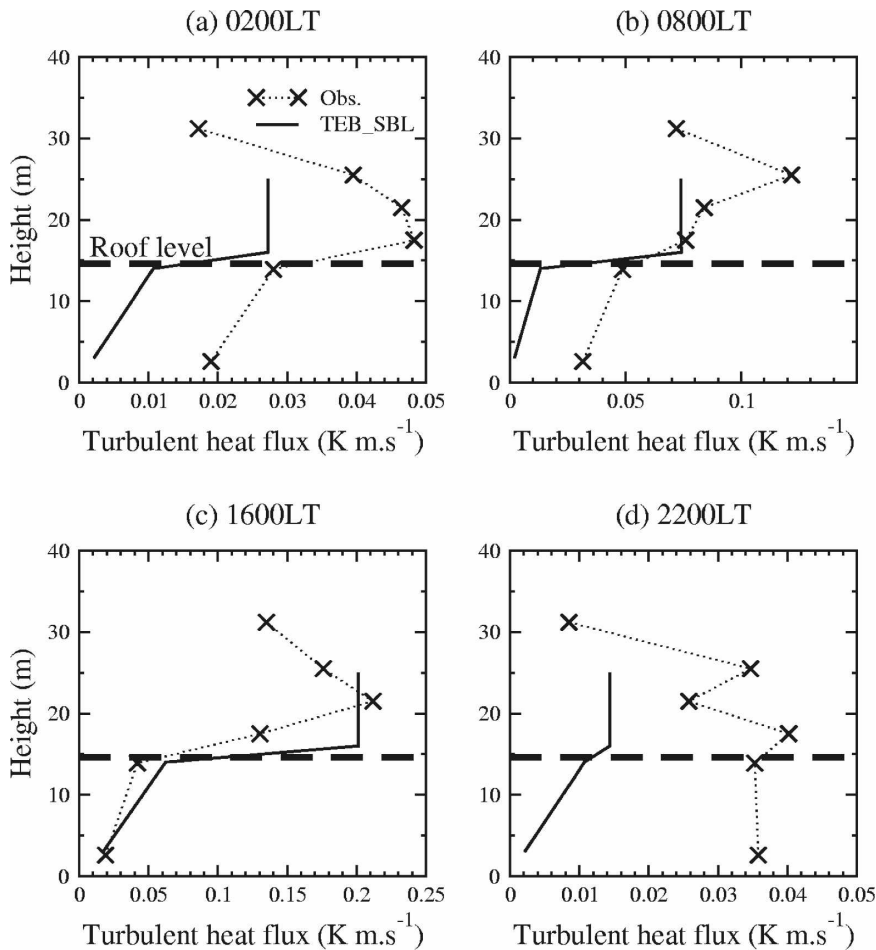 (a) 0200LT
(b) 0800LT
40
30
20
10
0
Height (m)
Obs.
TEB_SBL
Roof level
0 0.01 0.02 0.03 0.04 0.05
Turbulent heat flux (K m.s-1)
40
30
20
10
0
0 0.05 0.1
Turbulent heat flux (K m.s-1)
(c) 1600LT
(d) 2200LT
40
30
20
10
0
Height (m)
0 0.05 0.10 0.15 0.20 0.25
Turbulent heat flux (K m.s-1)
40
30
20
10
0
0 0.01 0.02 0.03 0.04 0.05
Turbulent heat flux (K m.s-1)